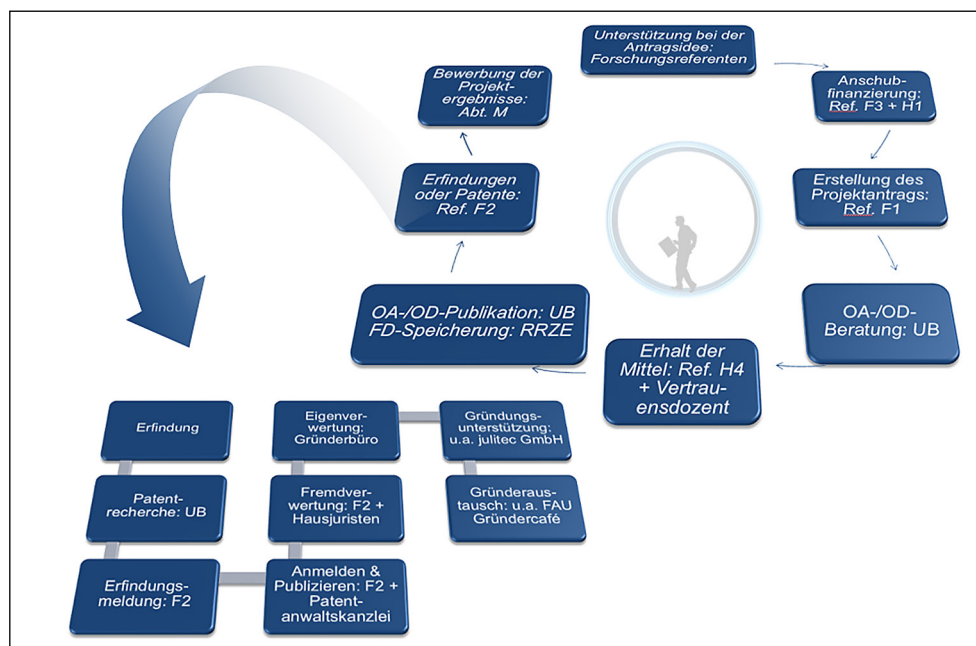 Unterstützung bei der
Antragsidee:
Forschungsreferenten
Anschub-
finanzierung:
Ref. F3 + H1
Erstellung des
Projektantrags:
Ref. F1
OA-/OD-
Beratung: UB
Erhalt der
Mittel: Ref. H4
+ Vertrau-
ensdozent
OA-/OD-Publikation: UB
FD-Speicherung: RRZE
Erfindungen
oder Patente:
Ref. F2
Bewerbung der
Projekt-
ergebnisse:
Abt. M
Erfindung
Patent-
recherche: UB
Erfindungs-
meldung: F2
Anmelden &
Publizieren: F2 +
Patent-
anwaltskanzlei
Fremdver-
wertung: F2 +
Hausjuristen
Eigenver-
wertung:
Gründerbüro
Gründungs-
unterstützung:
u.a. julitec GmbH
Gründeraus-
tausch: u.a. FAU
Gründercafé